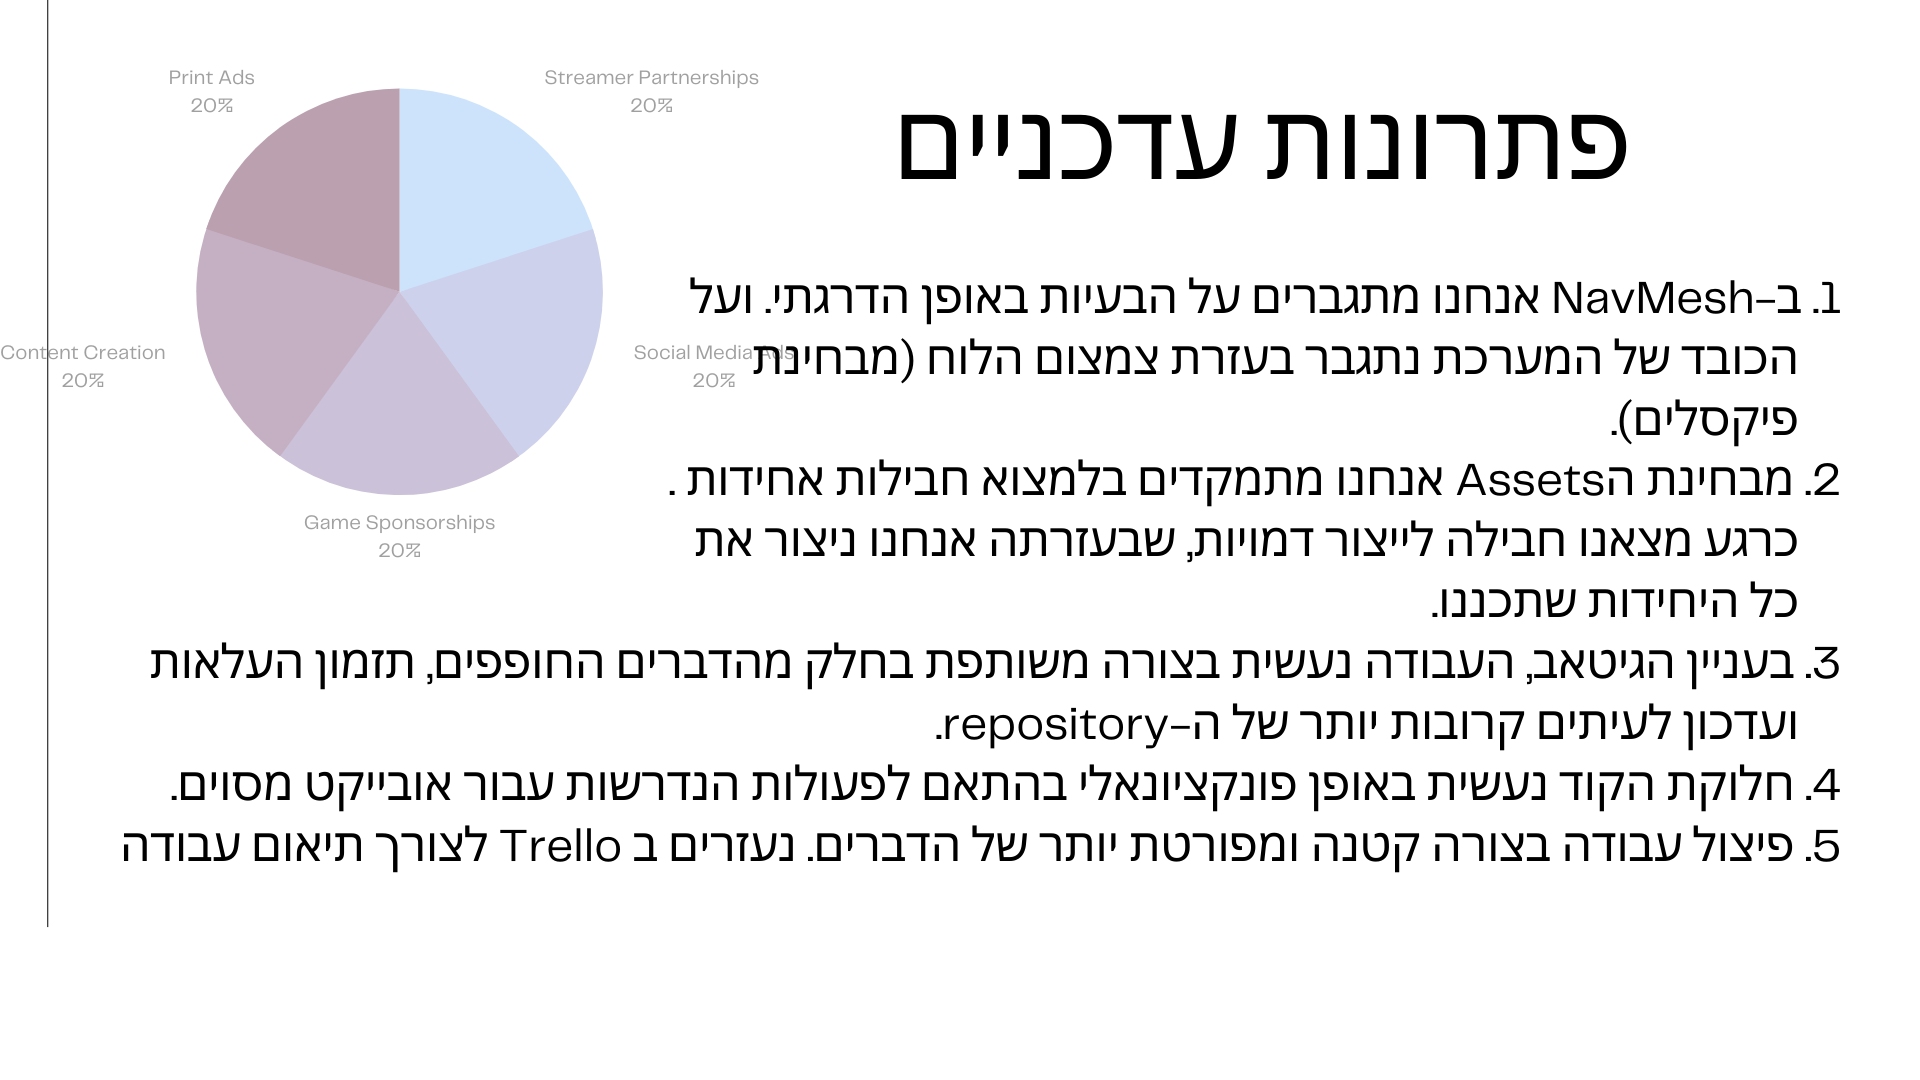 פתרונות עדכניים
Print Ads
20%
Streamer Partnerships
20%
Content Creation
20%
Social Media Ads
20%
Game Sponsorships
20%
1. ב-NavMesh אנחנו מתגברים על הבעיות באופן הדרגתי. ועל
הכובד של המערכת נתגבר בעזרת צמצום הלוח (מבחינת
פיקסלים).
2. מבחינת הAssets אנחנו מתמקדים בלמצוא חבילות אחידות .
כרגע מצאנו חבילה לייצור דמויות, שבעזרתה אנחנו ניצור את
כל היחידות שתכננו.
3. בעניין הגיטאב, העבודה נעשית בצורה משותפת בחלק מהדברים החופפים, תזמון העלאות
ועדכון לעיתים קרובות יותר של ה-repository.
4. חלוקת הקוד נעשית באופן פונקציונאלי בהתאם לפעולות הנדרשות עבור אובייקט מסוים.
5. פיצול עבודה בצורה קטנה ומפורטת יותר של הדברים. נעזרים ב Trello לצורך תיאום עבודה